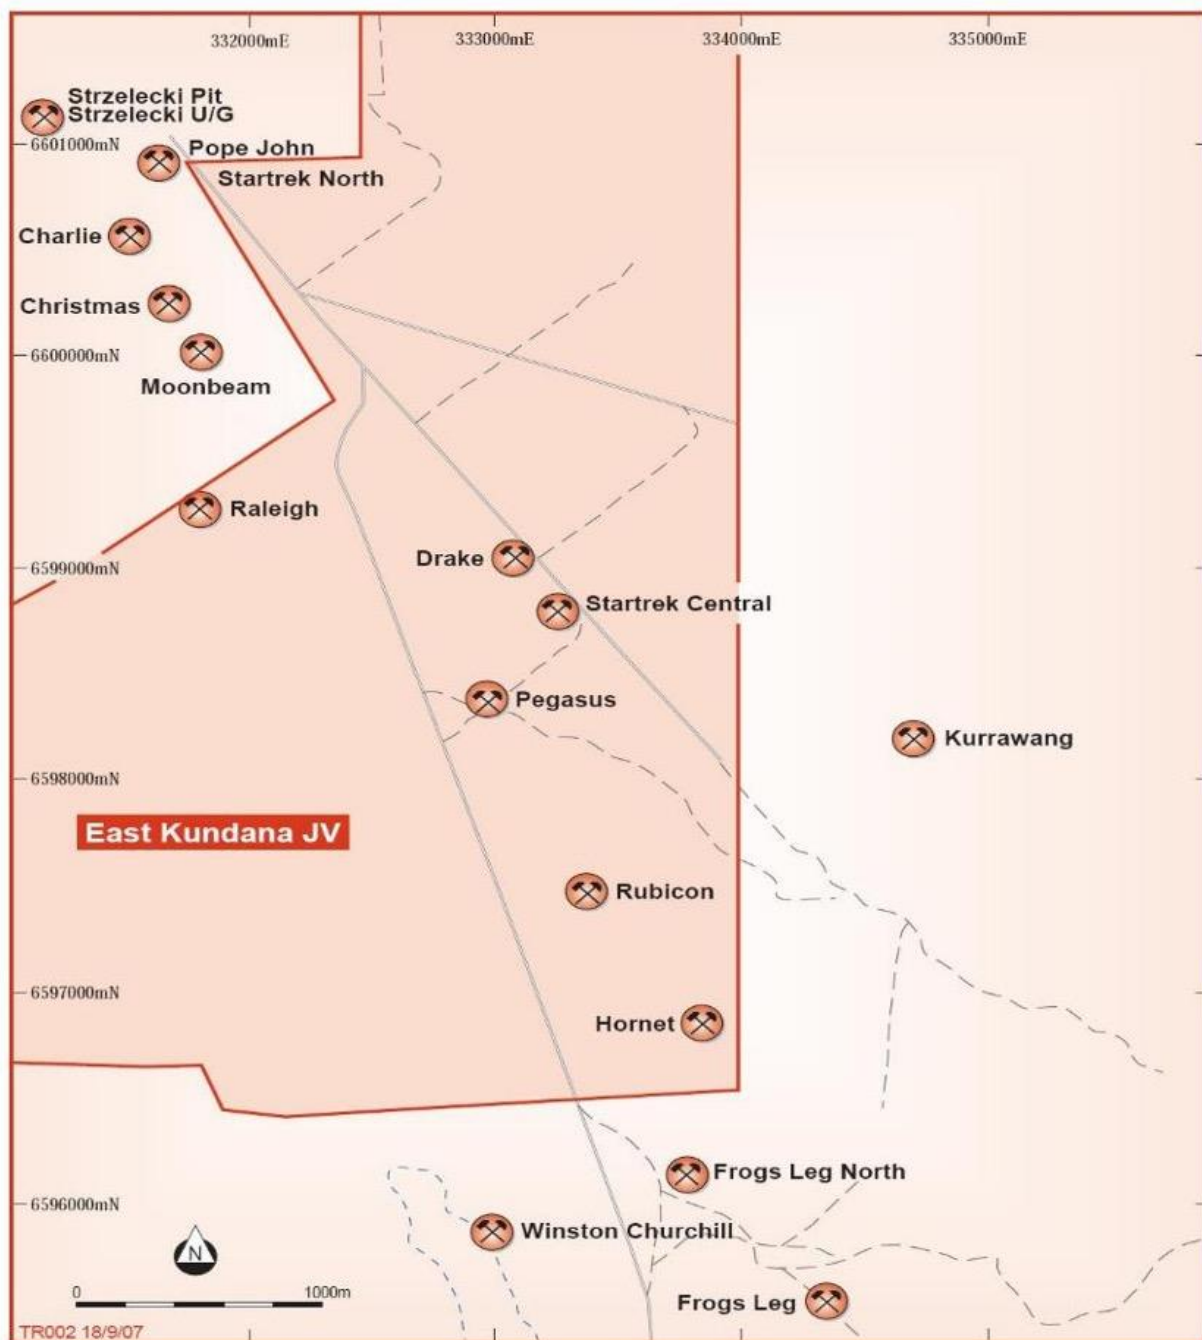 332000mE
333000mE
334000mE
335000mE
Strzelecki Pit
Strzelecki U/G
6601000mN
Pope John
Startrek North
Charlie
Christmas
6600000mN
Moonbeam
Raleigh
Drake
6599000mN
Startrek Central
Pegasus
Kurrawang
6598000mN
East Kundana JV
Rubicon
6597000mN
Hornet
Frogs Leg North
6596000mN
Winston Churchill
N
0 1000m
Frogs Leg
TR002 18/9/07